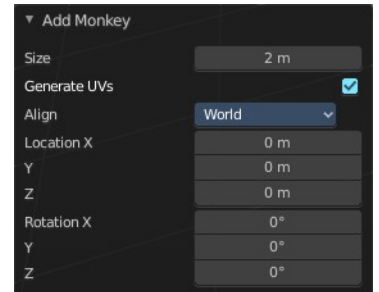 Add Monkey
Size 2 m
Generate UVs
Align World
Location X 0 m
Y 0 m
Z 0 m
Rotation X 0°
Y 0°
Z 0°